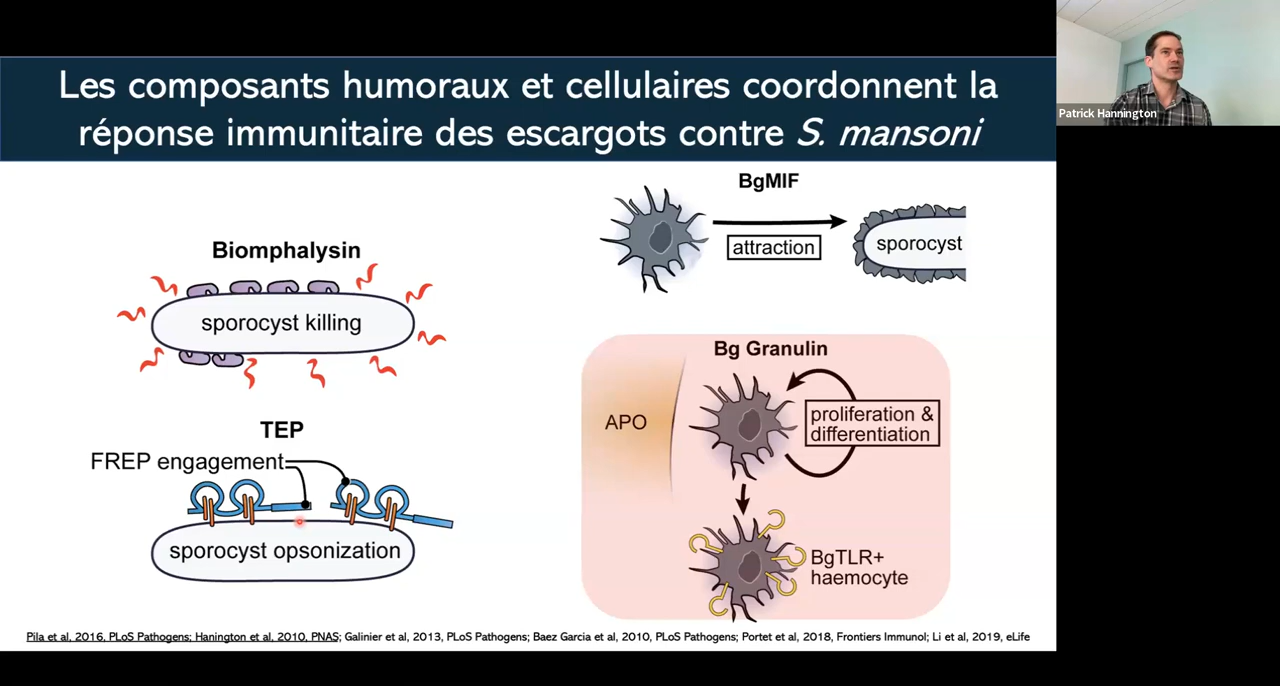 Les composants humoraux et cellulaires coordonnent la
réponse immunitaire des escargots contre S. mansoni
Patrick Hannington
Biomphalysin
sporocyst killing
TEP
FREP engagement
sporocyst opsonization
BgMIF
attraction
sporocyst
Bg Granulin
APO
proliferation &
differentiation
BgTLR+
haemocyte
Pila et al, 2016, PLoS Pathogens; Hanington et al, 2010, PNAS; Galinier et al, 2013, PLoS Pathogens; Baez Garcia et al, 2010, PLoS Pathogens; Portet et al, 2018, Frontiers Immunol; Li et al, 2019, eLife